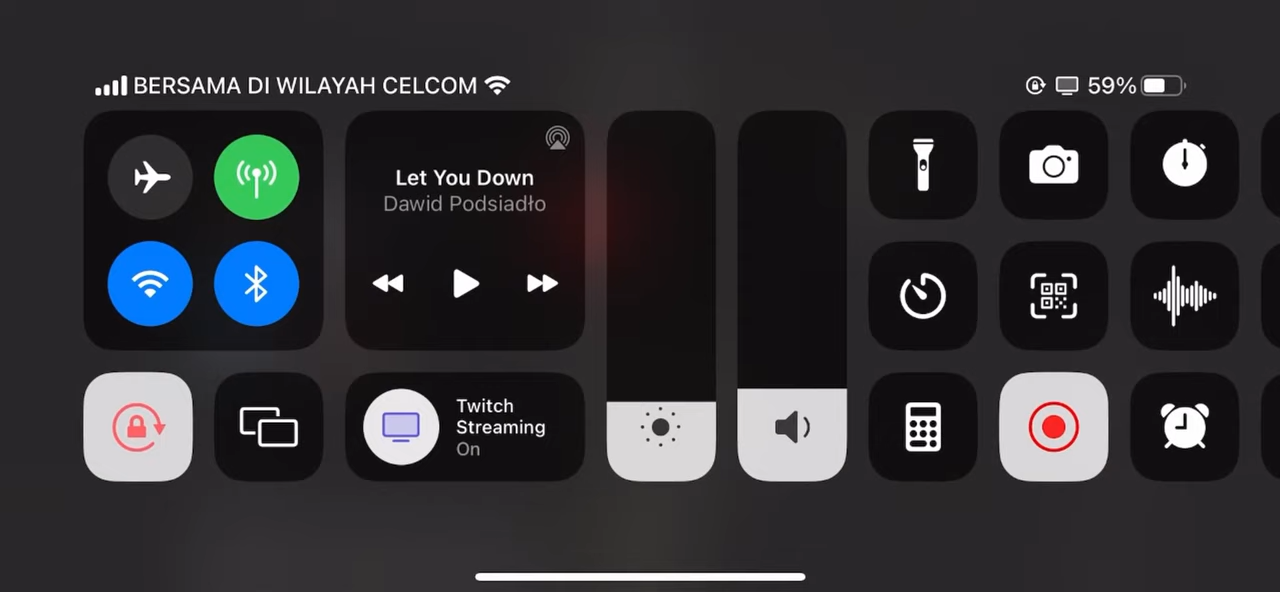 BERSAMA DI WILAYAH CELCOM
59%
Let You Down
Dawid Podsiadło
Twitch
Streaming
On